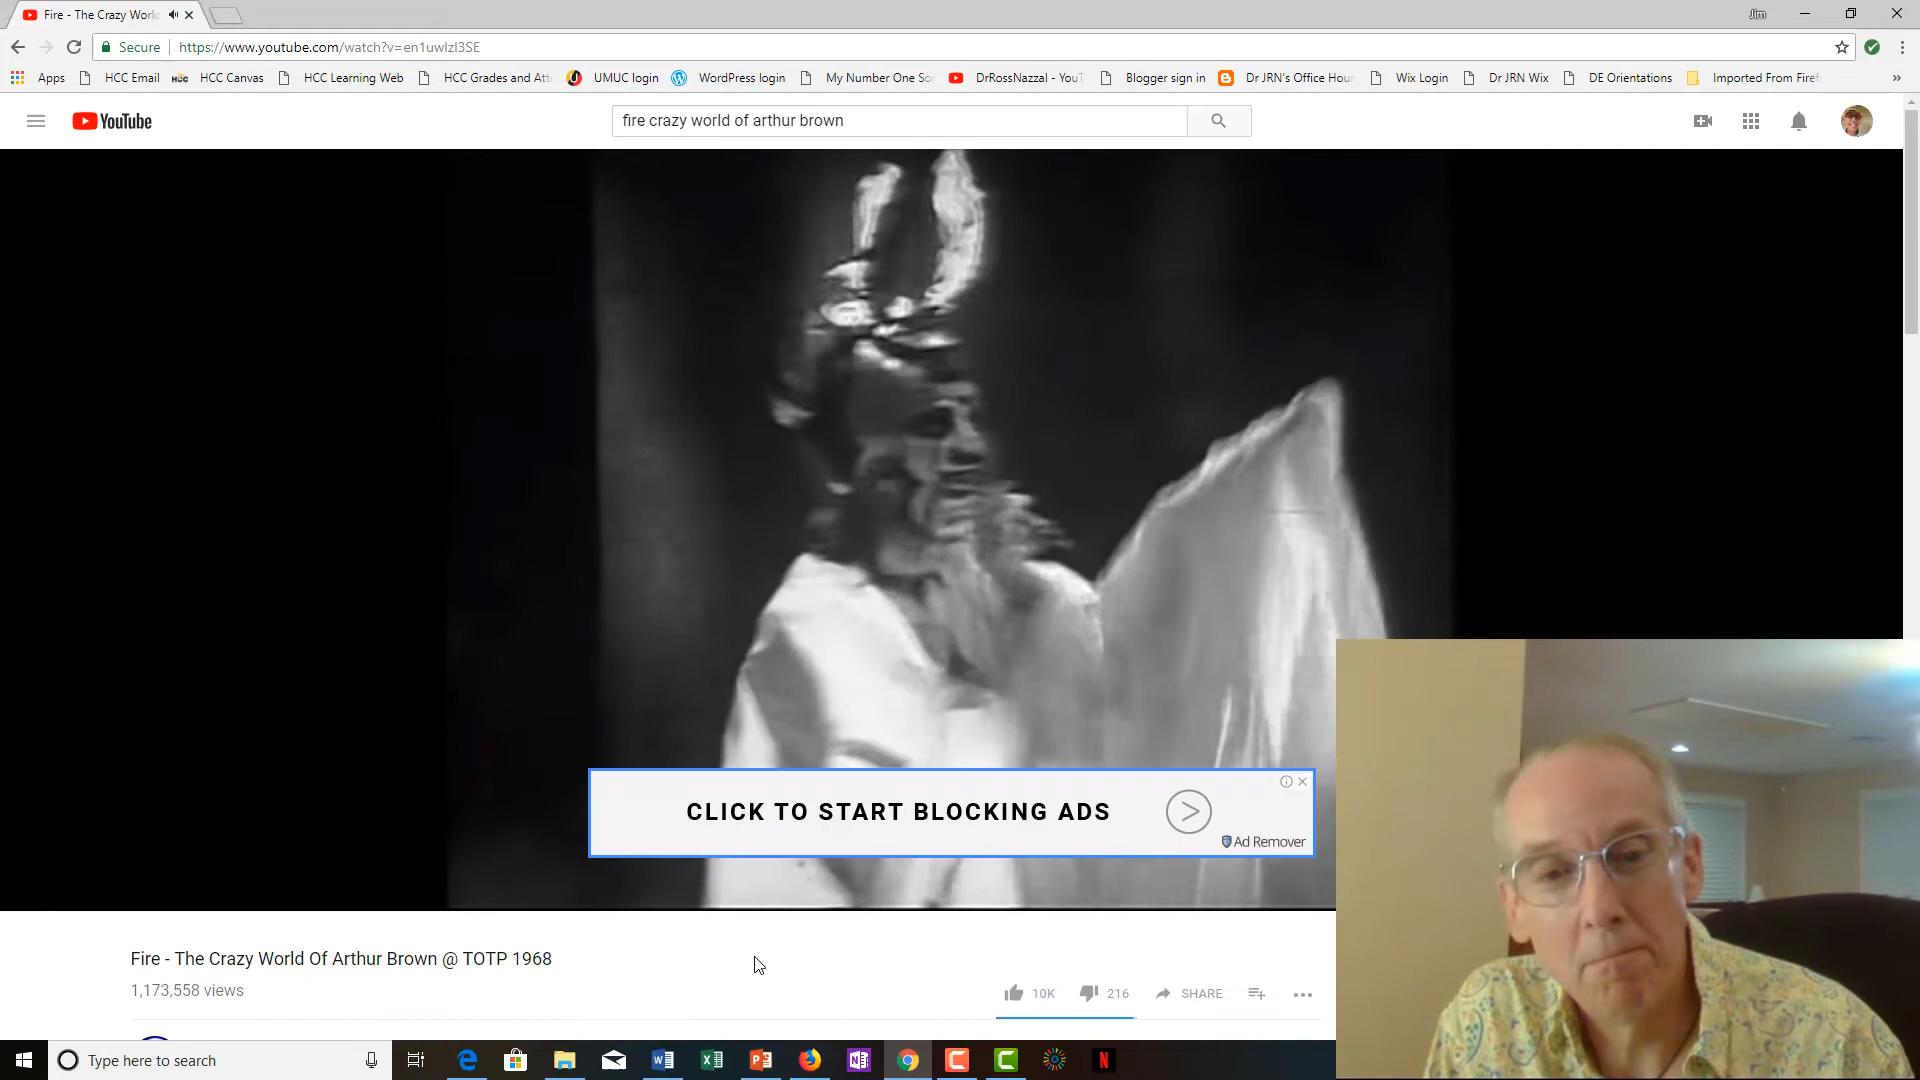 Fire - The Crazy World
Jim
Secure https://www.youtube.com/watch?v=en1uwIzI3SE
Apps HCC Email HCC HCC Canvas HCC Learning Web HCC Grades and Att UMUC login WordPress login My Number One So DrRossNazzal - YouT Blogger sign in Dr JRN's Office Hour Wix Login Dr JRN Wix DE Orientations Imported From Firef »
YouTube
fire crazy world of arthur brown
CLICK TO START BLOCKING ADS
Ad Remover
Fire - The Crazy World Of Arthur Brown @ TOTP 1968
1,173,558 views
10K 216 SHARE
Type here to search